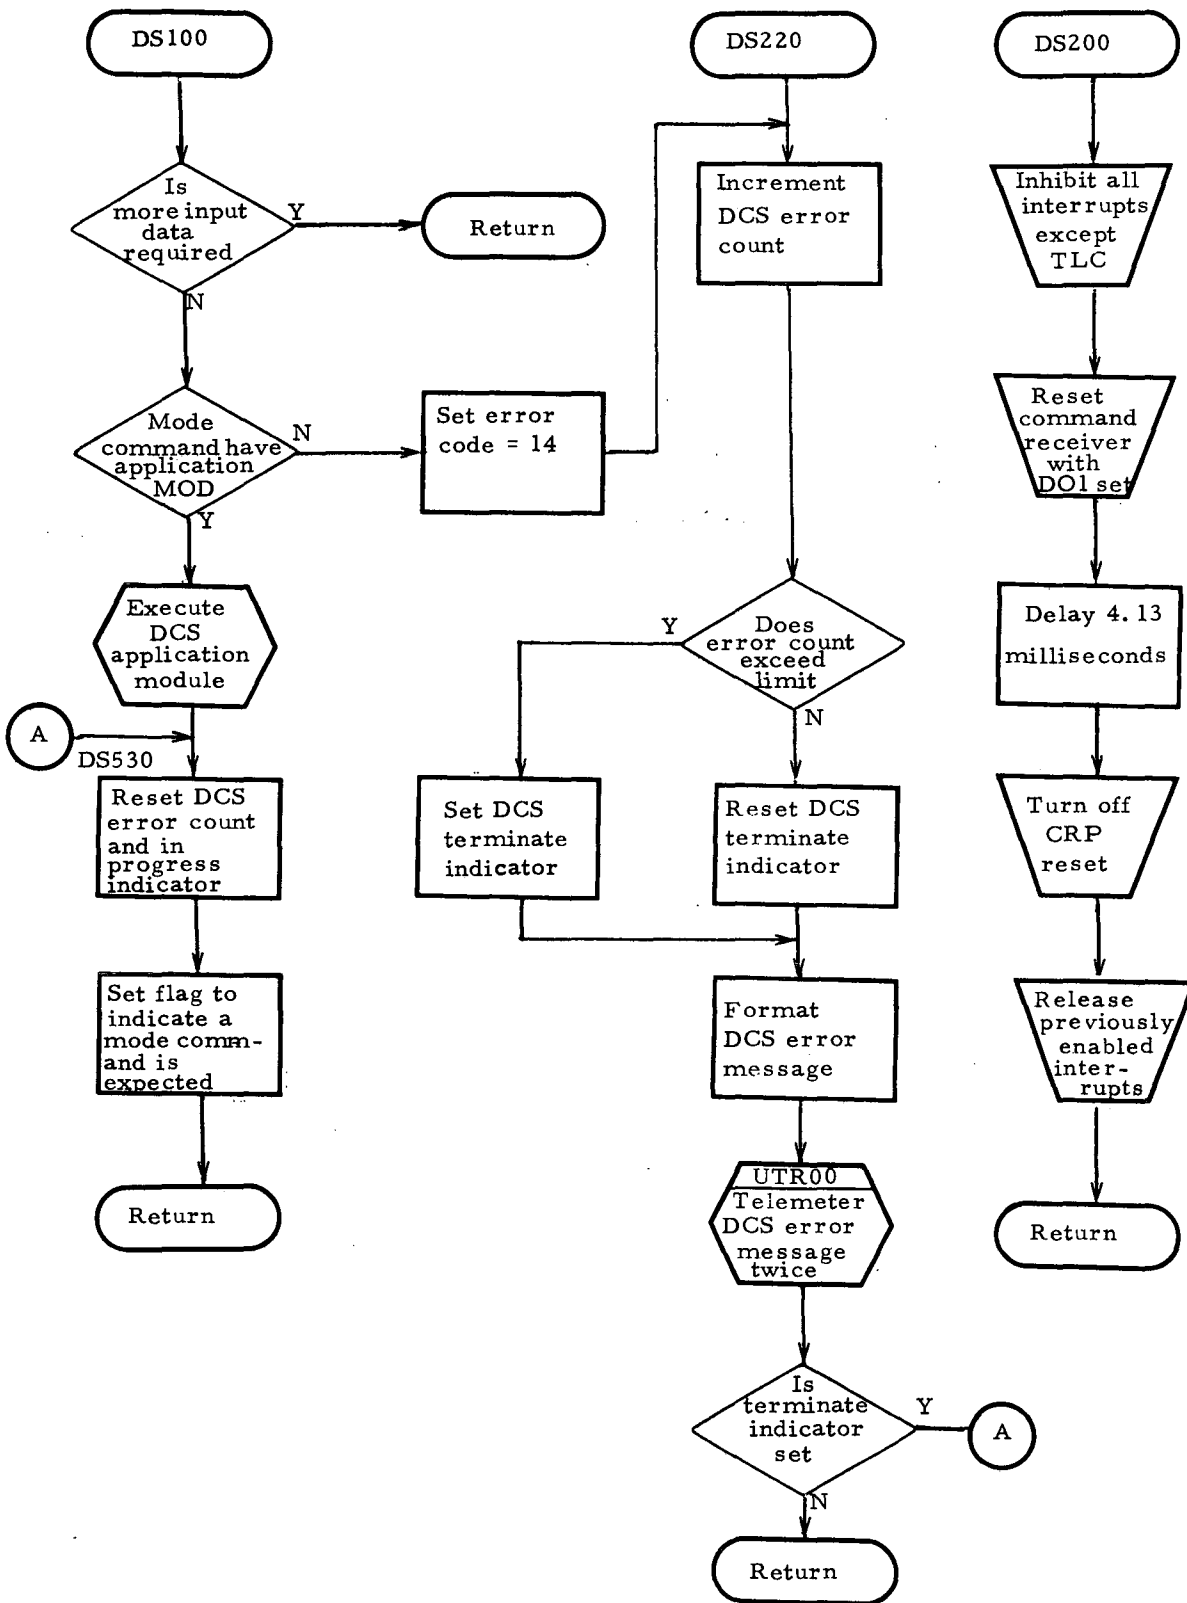 DS100
Is
more input
data
required
Y
Return
N
Mode
command have
application
MOD
N
Set error
code = 14
Y
Execute
DCS
application
module
A
DS530
Reset DCS
error count
and in
progress
indicator
Set flag to
indicate a
mode comm-
and is
expected
Return
DS220
Increment
DCS error
count
Does
error count
exceed
limit
Y
N
Set DCS
terminate
indicator
Reset DCS
terminate
indicator
Format
DCS error
message
UTR00
Telemeter
DCS error
message
twice
Is
terminate
indicator
set
Y
A
N
Return
DS200
Inhibit all
interrupts
except
TLC
Reset
command
receiver
with
DO1 set
Delay 4.13
milliseconds
Turn off
CRP
reset
Release
previously
enabled
inter-
rupts
Return